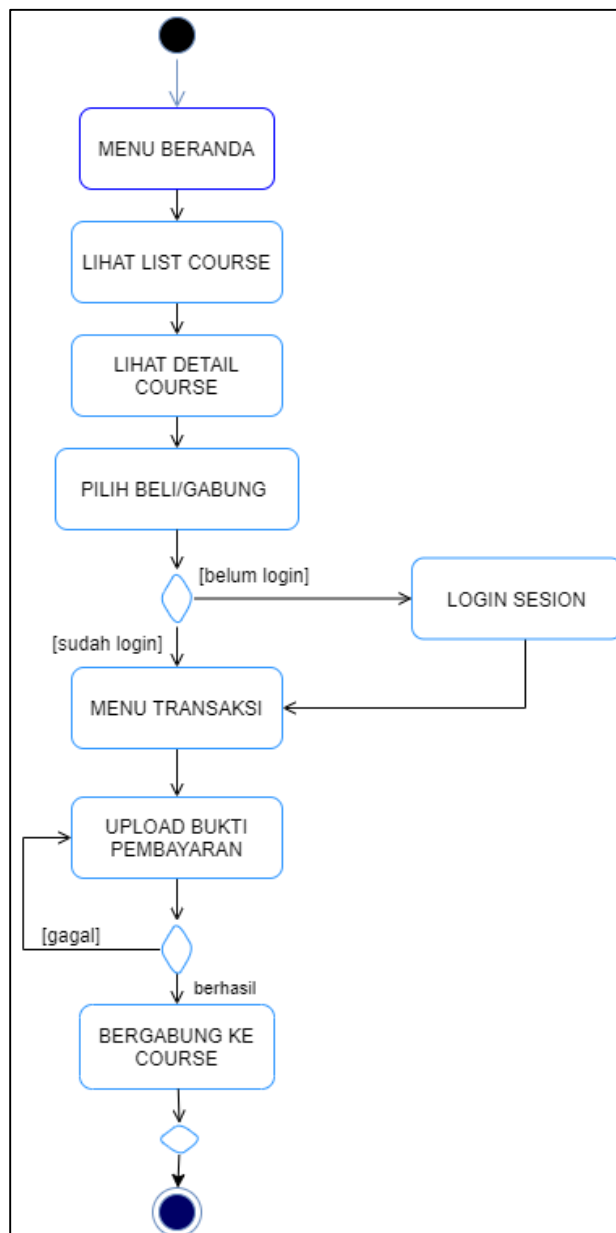 MENU BERANDA
LIHAT LIST COURSE
LIHAT DETAIL
COURSE
PILIH BELI/GABUNG
[belum login]
LOGIN SESION
[sudah login]
MENU TRANSAKSI
UPLOAD BUKTI
PEMBAYARAN
[gagal]
berhasil
BERGABUNG KE
COURSE